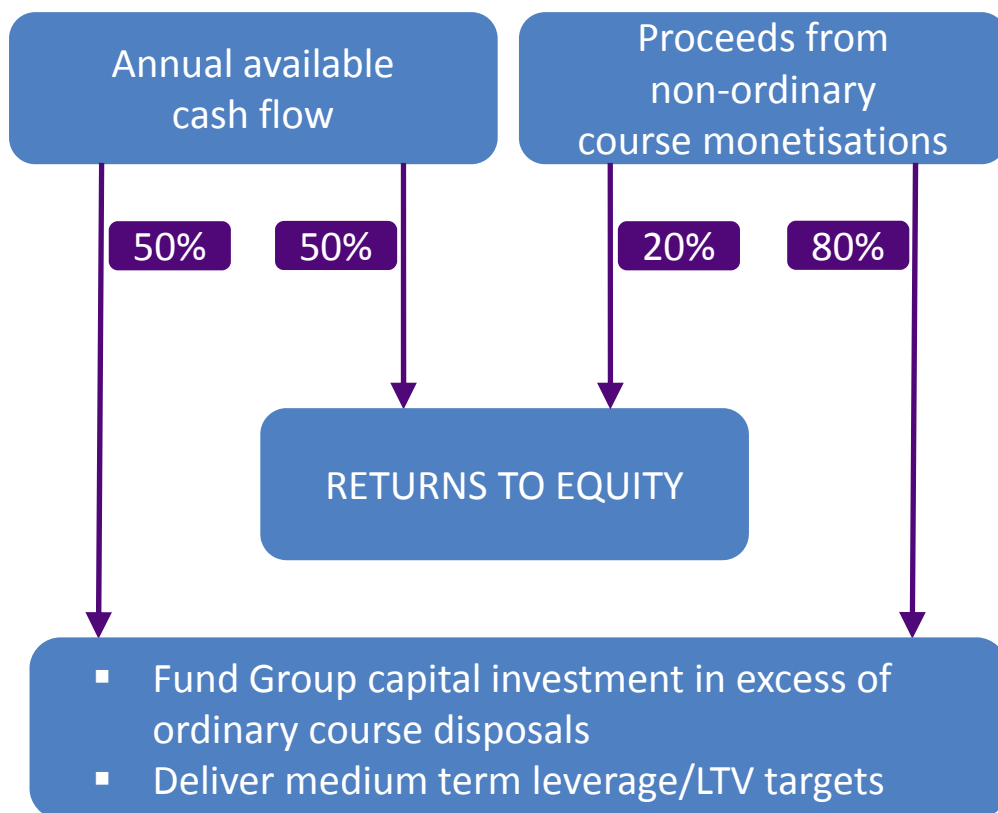 Annual available
cash flow
Proceeds from
non-ordinary
course monetisations
50%
50%
20%
80%
RETURNS TO EQUITY
▪ Fund Group capital investment in excess of
ordinary course disposals
▪ Deliver medium term leverage/LTV targets